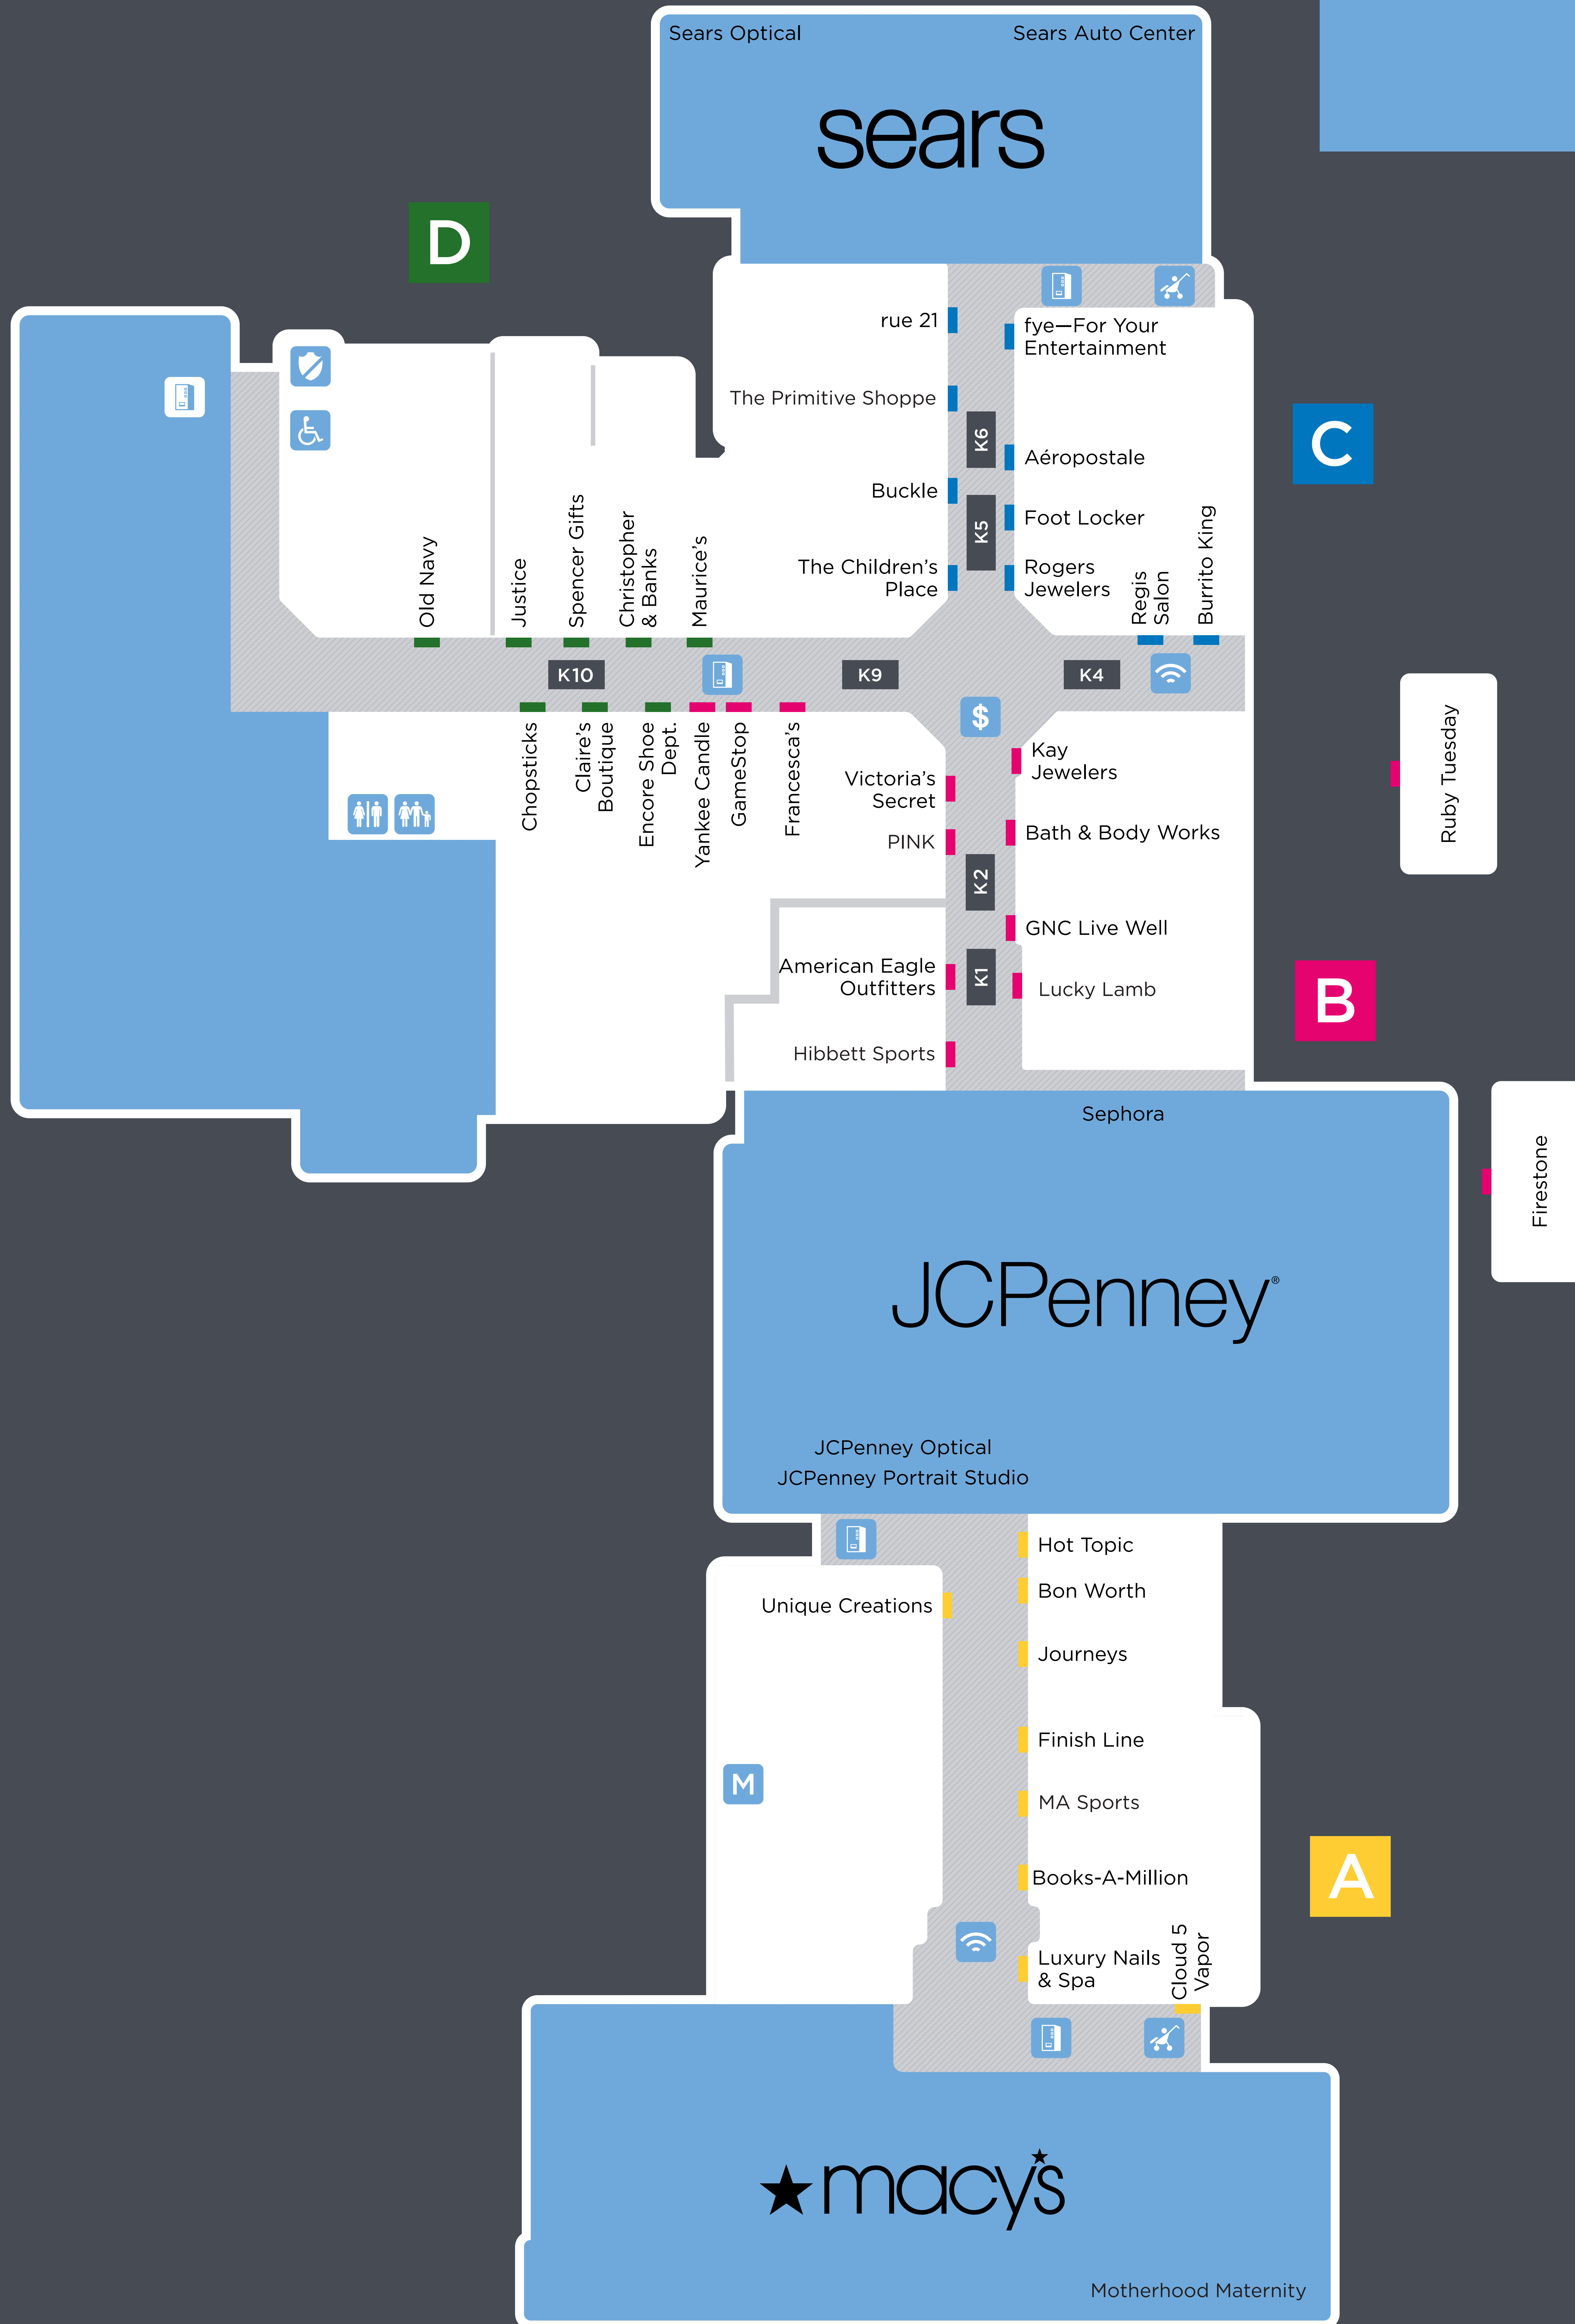 Sears Optical
Sears Auto Center
sears
D
rue 21
fye—For Your
Entertainment
The Primitive Shoppe
K6
C
Aéropostale
Buckle
K5
Foot Locker
The Children's
Place
Rogers
Jewelers
Regis
Salon
Burrito King
Old Navy
Justice
Spencer Gifts
Christopher
& Banks
Maurice's
K10
K9
K4
$
Chopsticks
Claire's
Boutique
Encore Shoe
Dept.
Yankee Candle
GameStop
Francesca's
Victoria's
Secret
Kay
Jewelers
Ruby Tuesday
PINK
Bath & Body Works
K2
GNC Live Well
American Eagle
Outfitters
K1
Lucky Lamb
B
Hibbett Sports
Sephora
Firestone
JCPenney®
JCPenney Optical
JCPenney Portrait Studio
Hot Topic
Bon Worth
Unique Creations
Journeys
Finish Line
M
MA Sports
A
Books-A-Million
Luxury Nails
& Spa
Cloud 5
Vapor
macy's
Motherhood Maternity